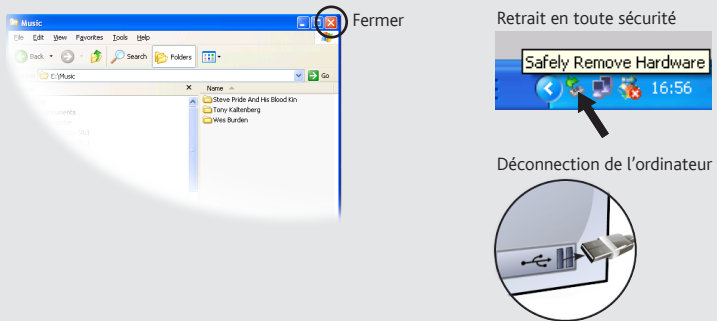 Music
Fermer
File Edit View Favorites Tools Help
Back Search Folders
E:\Music Go
Name
Steve Pride And His Blood Kin
Tony Kaltenberg
Wes Burden
Retrait en toute sécurité
Safely Remove Hardware
16:56
Déconnection de l'ordinateur